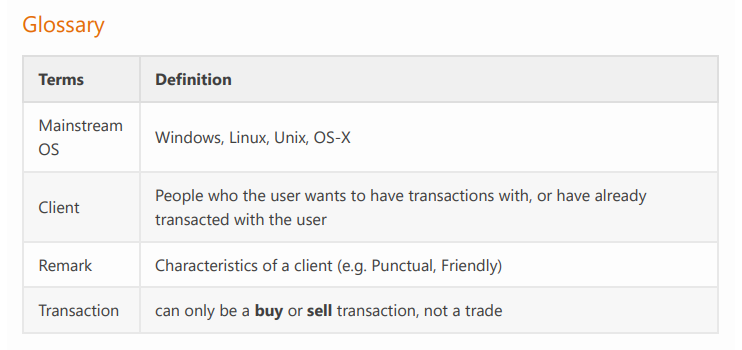 Glossary
Terms
Definition
Mainstream
OS
Windows, Linux, Unix, OS-X
Client
People who the user wants to have transactions with, or have already
transacted with the user
Remark
Characteristics of a client (e.g. Punctual, Friendly)
Transaction
can only be a buy or sell transaction, not a trade